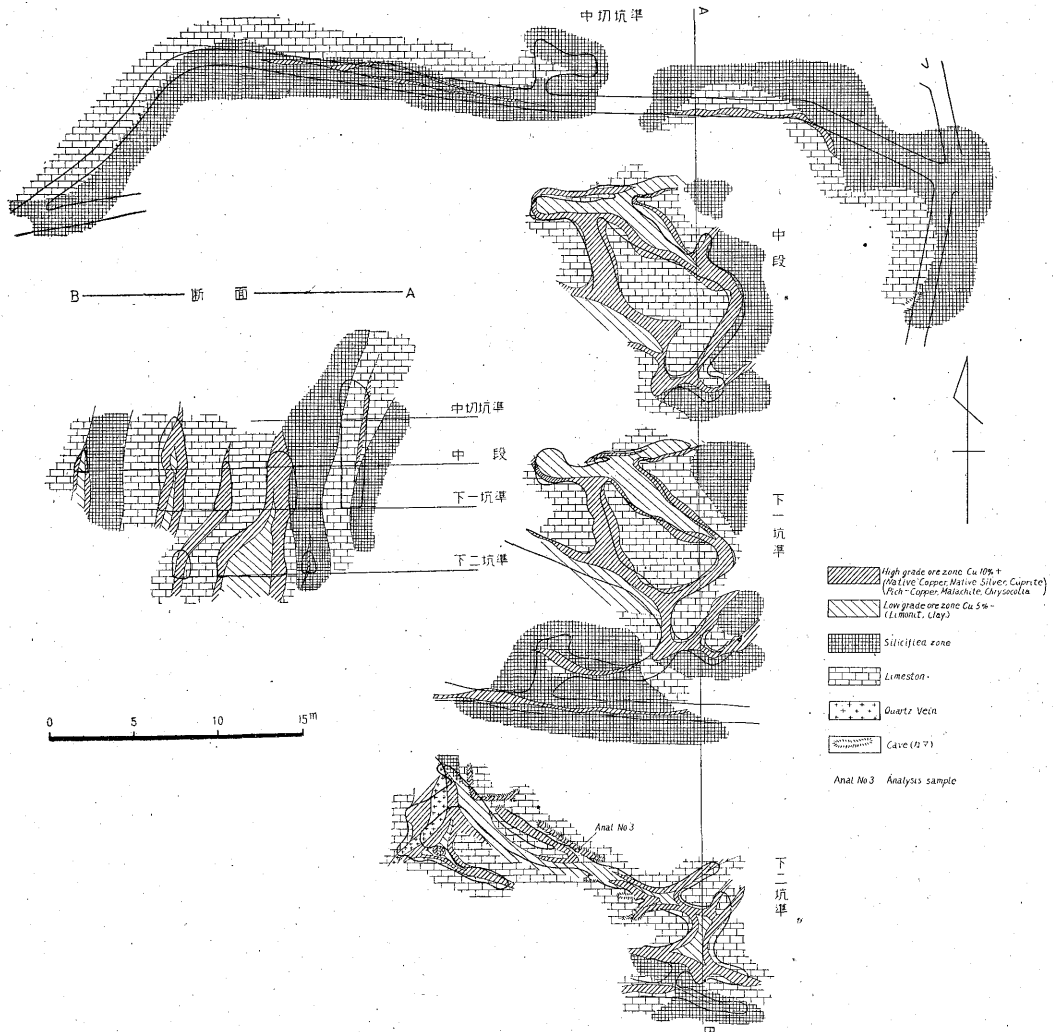 中切坑準
A
中段
B 断面 A
中切坑準
中段
下一坑準
下二坑準
下一坑準
0 5 10 15m
High grade ore zone Cu 10% +
(Native Copper, Native Silver, Cuprite
Pich-Copper, Malachite, Chrysocolla)
Low grade ore zone Cu 5% -
(Limonit, Clay)
Silicified zone
Limeston.
Quartz Vein
Cave (カマ)
Anal No 3 Analysis sample
Anal No 3
下二坑準
B